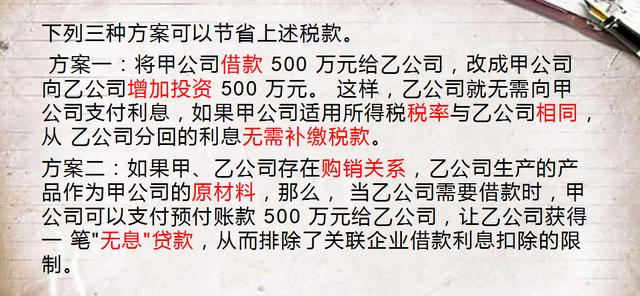 下列三种方案可以节省上述税款。
方案一：将甲公司借款 500 万元给乙公司，改成甲公司
向乙公司增加投资 500 万元。 这样，乙公司就无需向甲
公司支付利息，如果甲公司适用所得税税率与乙公司相同，
从 乙公司分回的利息无需补缴税款。
方案二：如果甲、乙公司存在购销关系，乙公司生产的产
品作为甲公司的原材料，那么， 当乙公司需要借款时，甲
公司可以支付预付账款 500 万元给乙公司，让乙公司获得
一 笔"无息"贷款，从而排除了关联企业借款利息扣除的限
制。